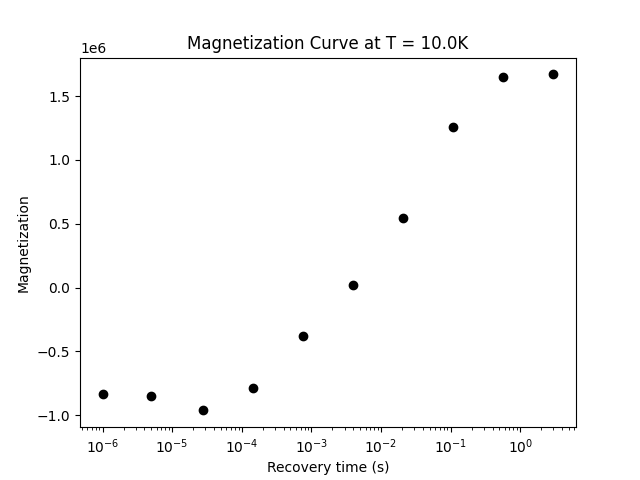 Magnetization Curve at T = 10.0K
1e6
1.5
1.0
0.5
0.0
−0.5
−1.0
Magnetization
10⁻⁶ 10⁻⁵ 10⁻⁴ 10⁻³ 10⁻² 10⁻¹ 10⁰
Recovery time (s)